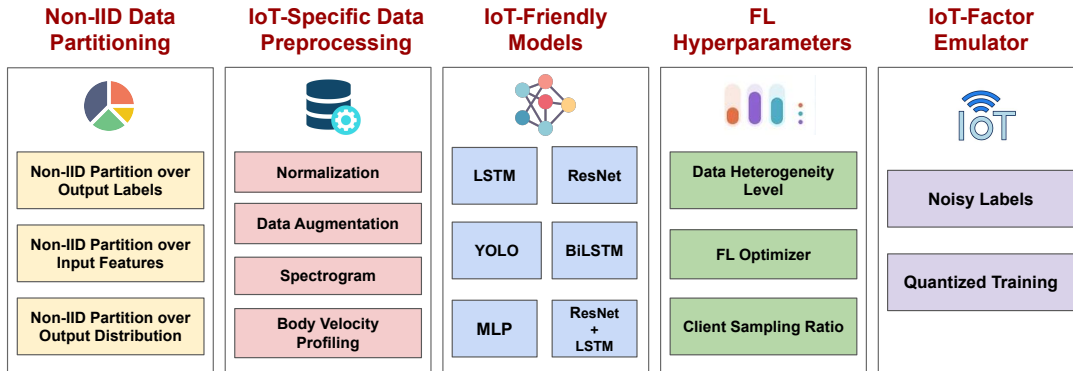 Non-IID Data
Partitioning
Non-IID Partition over
Output Labels
Non-IID Partition over
Input Features
Non-IID Partition over
Output Distribution
IoT-Specific Data
Preprocessing
Normalization
Data Augmentation
Spectrogram
Body Velocity
Profiling
IoT-Friendly
Models
LSTM
ResNet
YOLO
BiLSTM
MLP
ResNet
+
LSTM
FL
Hyperparameters
Data Heterogeneity
Level
FL Optimizer
Client Sampling Ratio
IoT-Factor
Emulator
IoT
Noisy Labels
Quantized Training